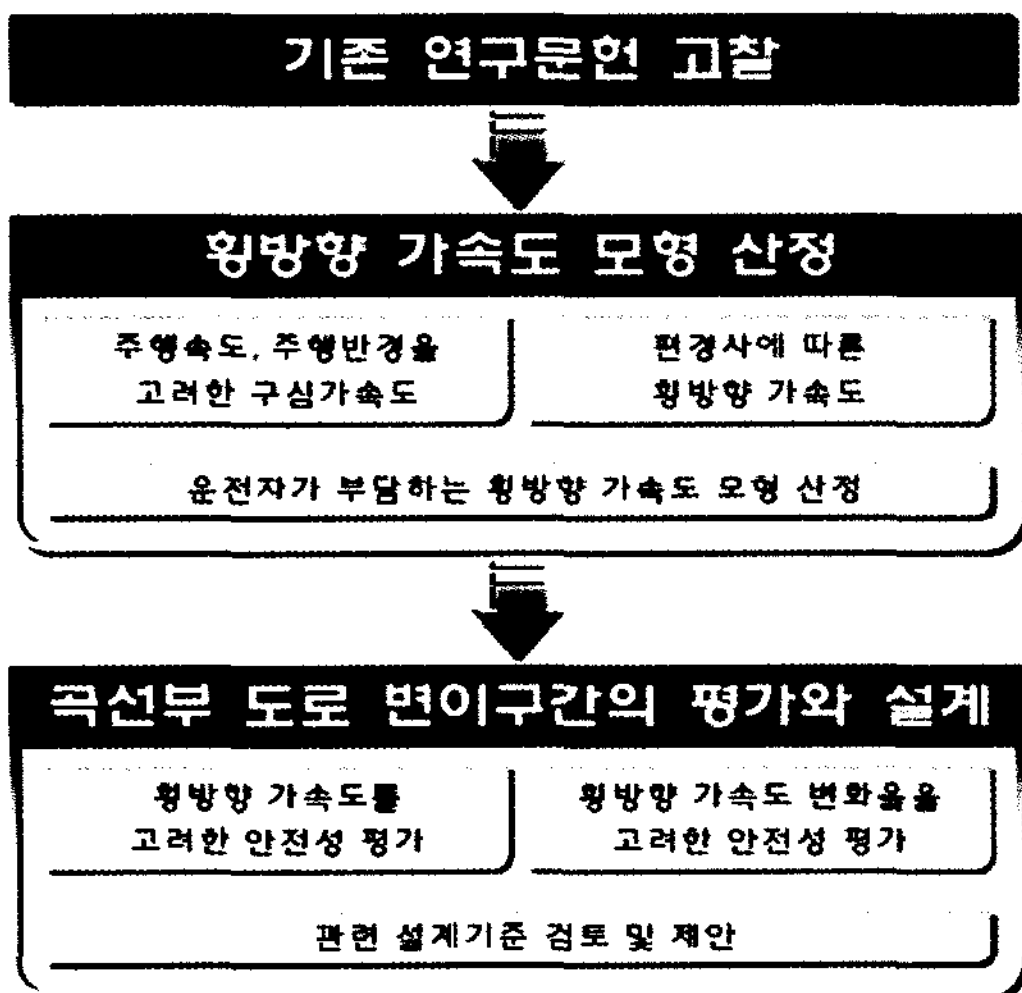 기존 연구문헌 고찰
횡방향 가속도 모형 산정
주행속도, 주행반경을
고려한 구심가속도
편경사에 따른
횡방향 가속도
운전자가 부담하는 횡방향 가속도 모형 산정
곡선부 도로 변이구간의 평가와 설계
횡방향 가속도를
고려한 안전성 평가
횡방향 가속도 변화율을
고려한 안전성 평가
관련 설계기준 검토 및 제안